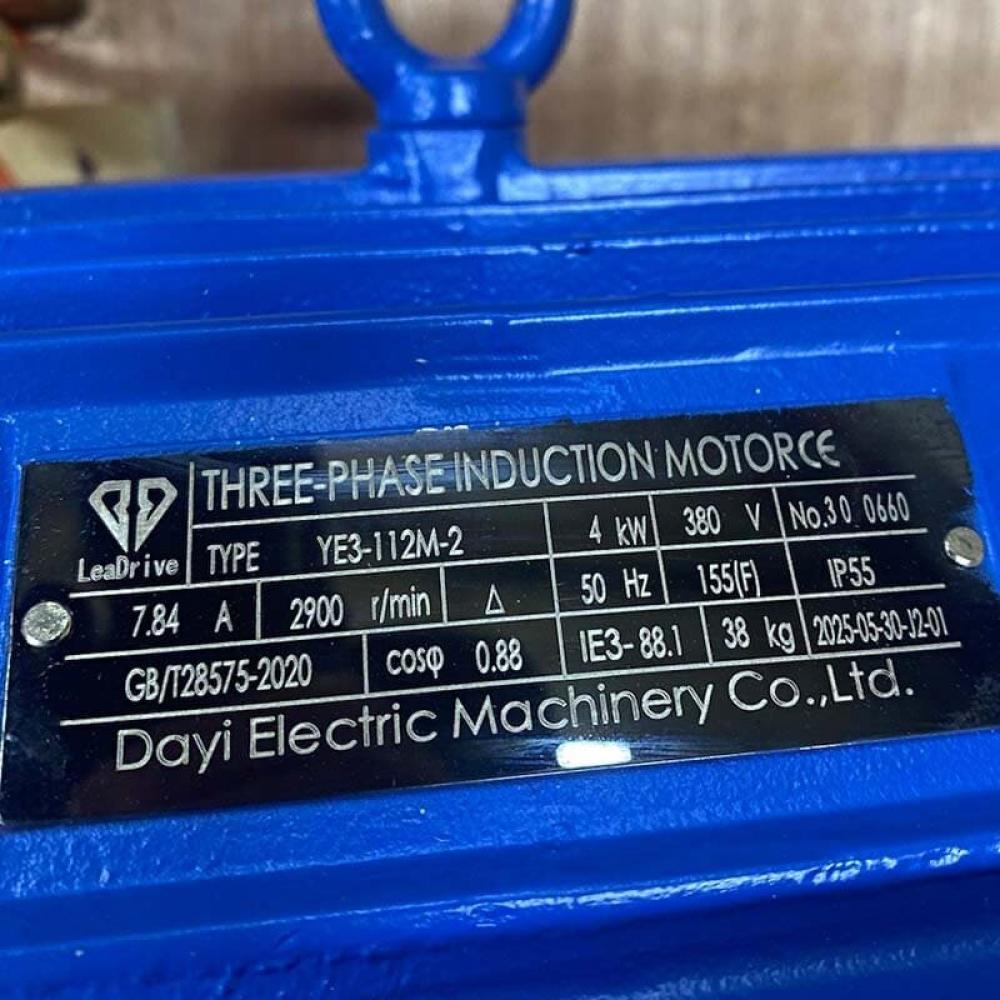 THREE-PHASE INDUCTION MOTOR CE
LeaDrive
TYPE YE3-112M-2 4 kW 380 V No.30 0660
7.84 A 2900 r/min Δ 50 Hz 155(F) IP55
GB/T28575-2020 cosφ 0.88 IE3-88.1 38 kg 2025-05-30-12-01
Dayi Electric Machinery Co.,Ltd.